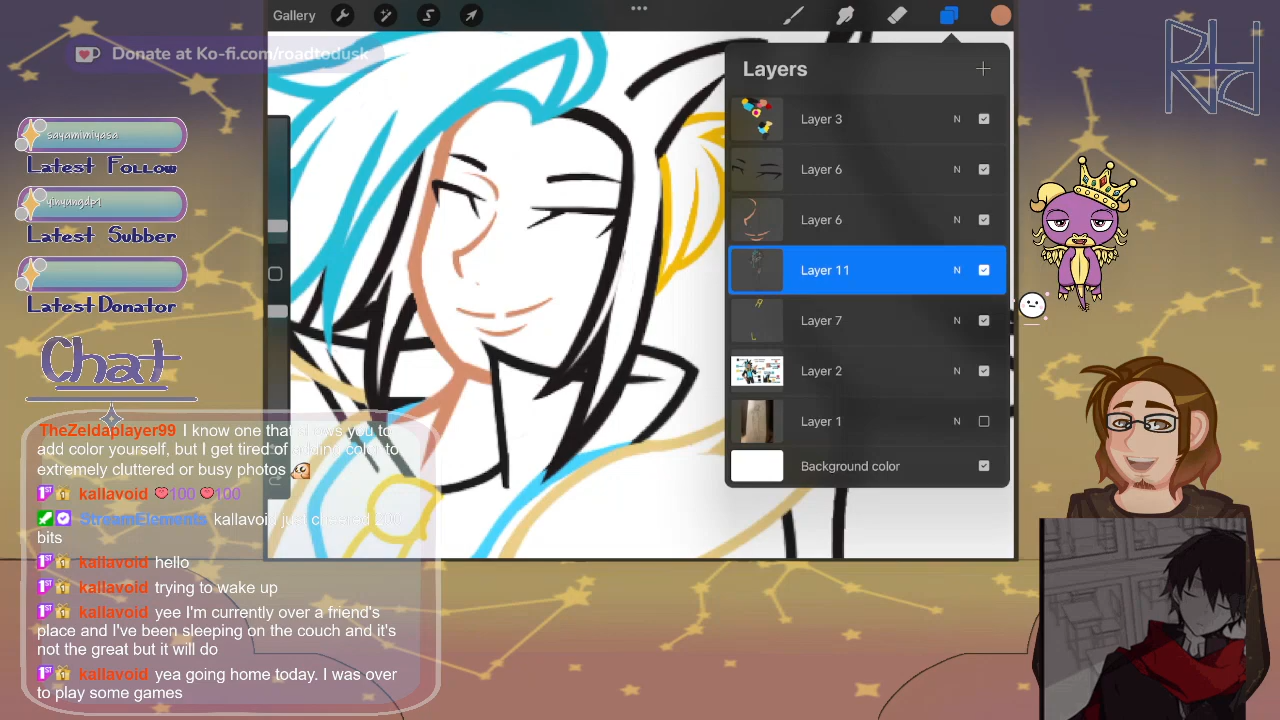 Gallery
Donate at Ko-fi.com/roadtodusk
sayamimiyasa
Latest Follow
yinyangdp1
Latest Subber
Latest Donator
Chat
TheZeldaplayer99 I know one that allows you to
add color yourself, but I get tired of adding color to
extremely cluttered or busy photos
kallavoid 100 100
StreamElements kallavoid just cheered
bits
kallavoid hello
kallavoid trying to wake up
kallavoid yee I'm currently over a friend's
place and I've been sleeping on the couch and it's
not the great but it will do
kallavoid yea going home today. I was over
to play some games
Layers
Layer 3 N
Layer 6 N
Layer 6 N
Layer 11 N
Layer 7 N
Layer 2 N
Layer 1 N
Background color